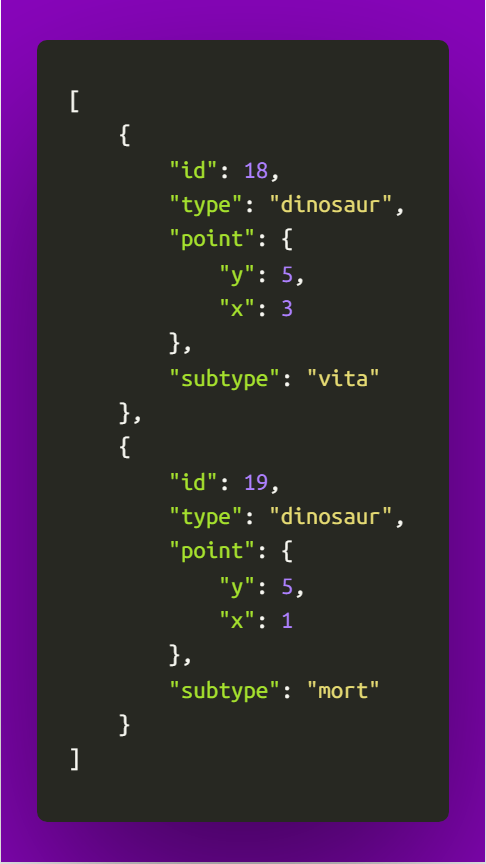 [
    {
        "id": 18,
        "type": "dinosaur",
        "point": {
            "y": 5,
            "x": 3
        },
        "subtype": "vita"
    },
    {
        "id": 19,
        "type": "dinosaur",
        "point": {
            "y": 5,
            "x": 1
        },
        "subtype": "mort"
    }
]